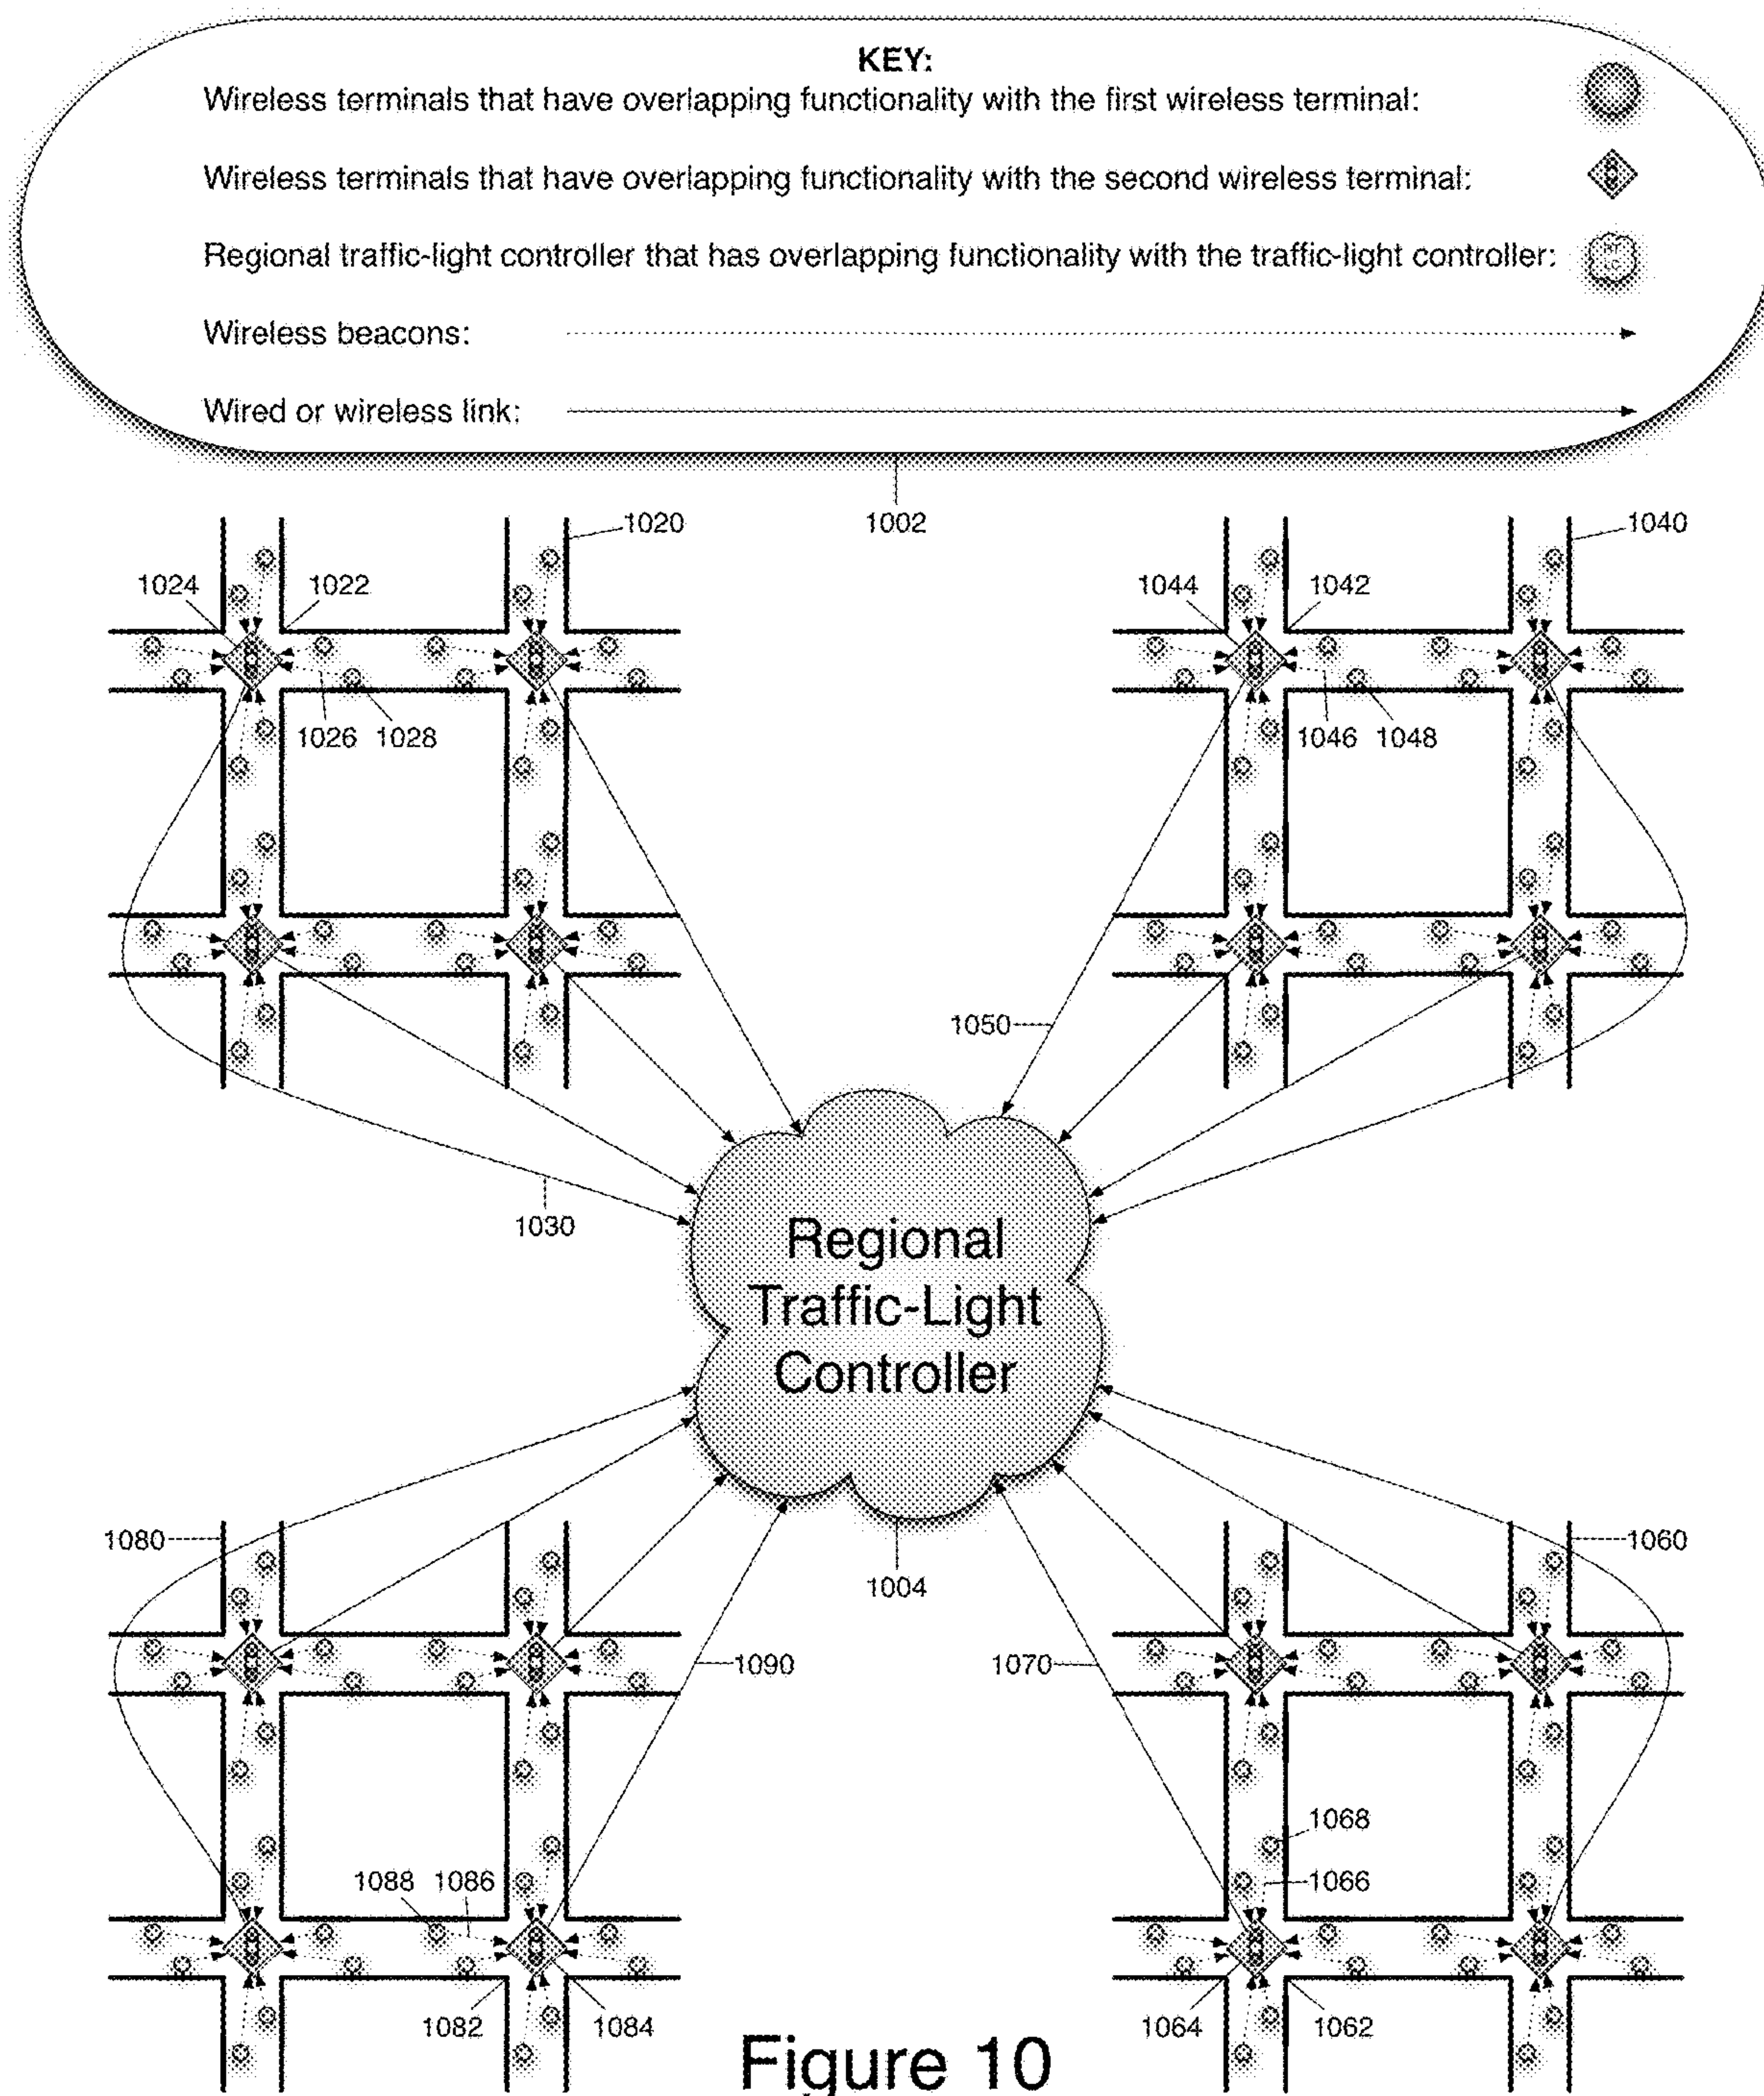 KEY:
Wireless terminals that have overlapping functionality with the first wireless terminal:
Wireless terminals that have overlapping functionality with the second wireless terminal:
Regional traffic-light controller that has overlapping functionality with the traffic-light controller:
Wireless beacons:
Wired or wireless link:
1002
1020
1040
1024
1022
1044
1042
1026 1028
1046 1048
1050
1030
Regional
Traffic-Light
Controller
1004
1080
1060
1090
1070
1068
1088 1086
1066
1082
1084
1064
1062
Figure 10